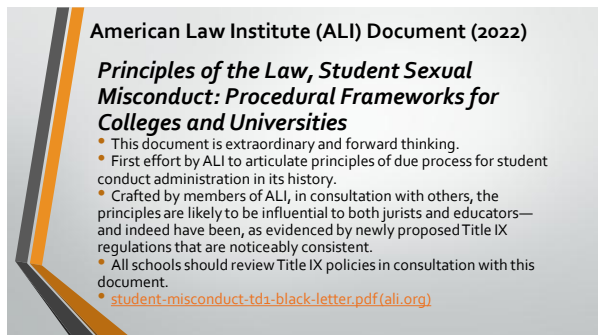 American Law Institute (ALI) Document (2022)
Principles of the Law, Student Sexual
Misconduct: Procedural Frameworks for
Colleges and Universities
• This document is extraordinary and forward thinking.
• First effort by ALI to articulate principles of due process for student
conduct administration in its history.
• Crafted by members of ALI, in consultation with others, the
principles are likely to be influential to both jurists and educators—
and indeed have been, as evidenced by newly proposed Title IX
regulations that are noticeably consistent.
• All schools should review Title IX policies in consultation with this
document.
• student-misconduct-td1-black-letter.pdf (ali.org)